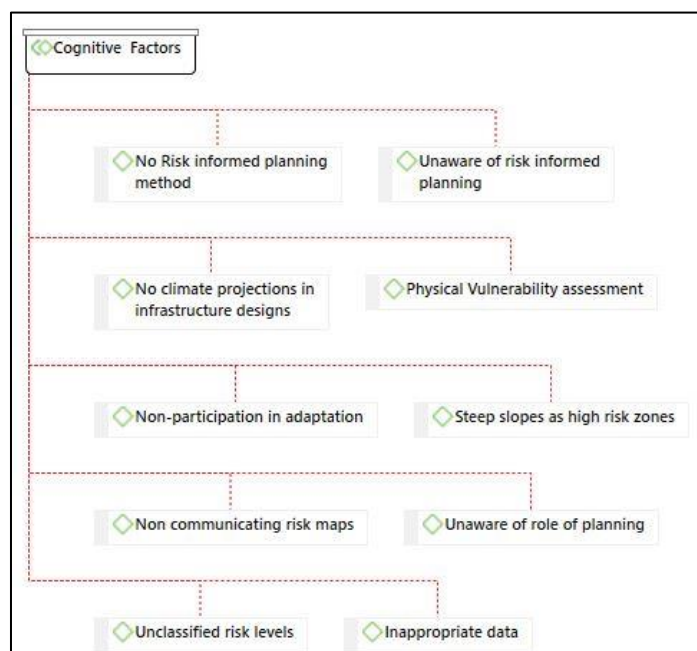 Cognitive Factors
No Risk informed planning
method
Unaware of risk informed
planning
No climate projections in
infrastructure designs
Physical Vulnerability assessment
Non-participation in adaptation
Steep slopes as high risk zones
Non communicating risk maps
Unaware of role of planning
Unclassified risk levels
Inappropriate data